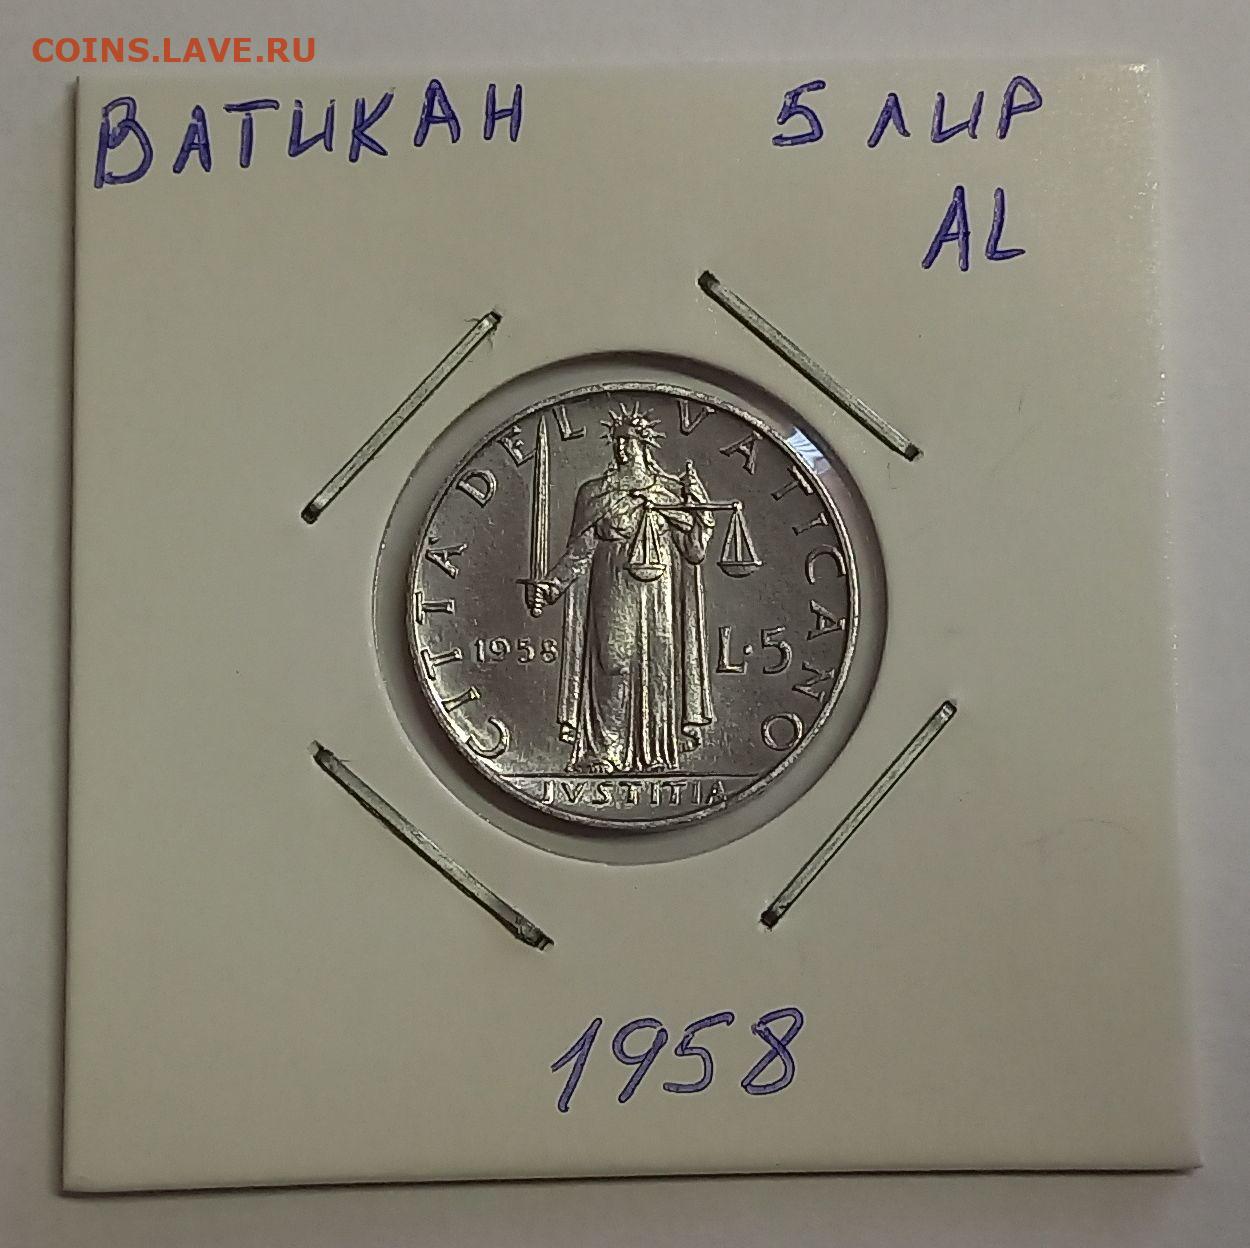 COINS.LAVE.RU
ВАТИКАН
5 ЛИР
AL
CITTA DEL VATICANO
1958
L·5
JVSTITIA
1958